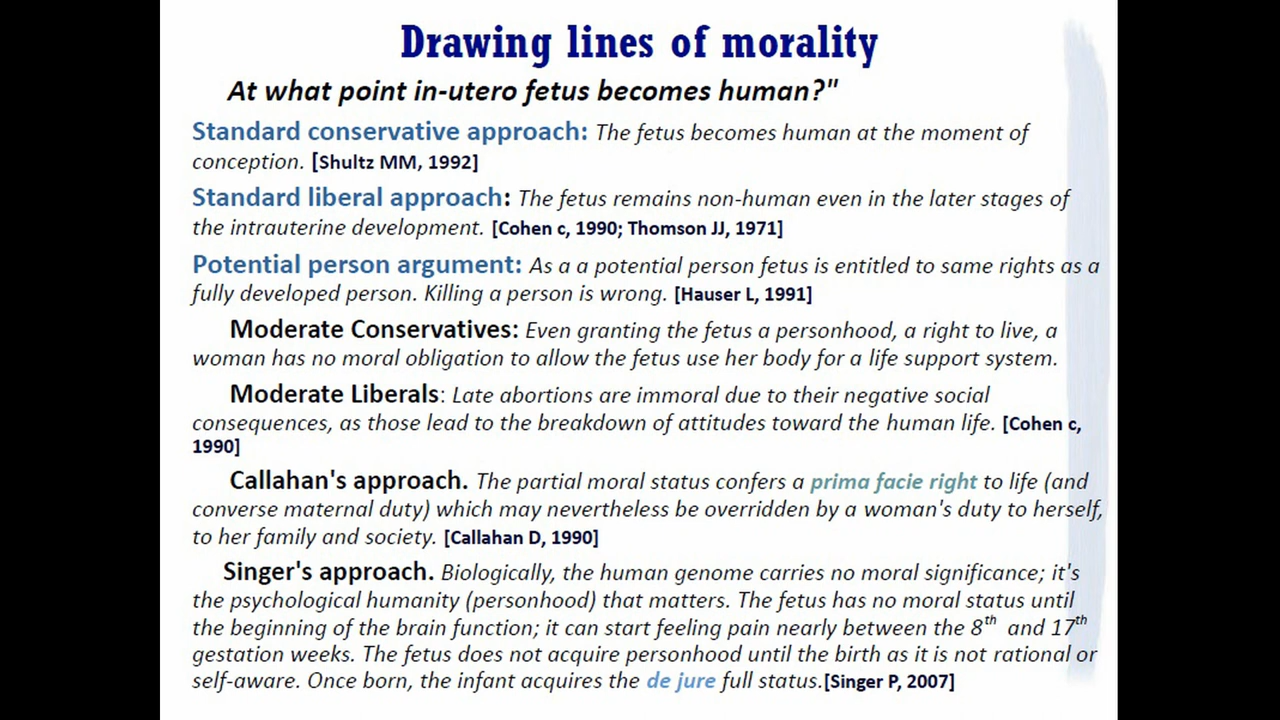 Drawing lines of morality
At what point in-utero fetus becomes human?"
Standard conservative approach: The fetus becomes human at the moment of
conception. [Shultz MM, 1992]
Standard liberal approach: The fetus remains non-human even in the later stages of
the intrauterine development. [Cohen c, 1990; Thomson JJ, 1971]
Potential person argument: As a a potential person fetus is entitled to same rights as a
fully developed person. Killing a person is wrong. [Hauser L, 1991]
Moderate Conservatives: Even granting the fetus a personhood, a right to live, a
woman has no moral obligation to allow the fetus use her body for a life support system.
Moderate Liberals: Late abortions are immoral due to their negative social
consequences, as those lead to the breakdown of attitudes toward the human life. [Cohen c,
1990]
Callahan's approach. The partial moral status confers a prima facie right to life (and
converse maternal duty) which may nevertheless be overridden by a woman's duty to herself,
to her family and society. [Callahan D, 1990]
Singer's approach. Biologically, the human genome carries no moral significance; it's
the psychological humanity (personhood) that matters. The fetus has no moral status until
the beginning of the brain function; it can start feeling pain nearly between the 8th and 17th
gestation weeks. The fetus does not acquire personhood until the birth as it is not rational or
self-aware. Once born, the infant acquires the de jure full status.[Singer P, 2007]